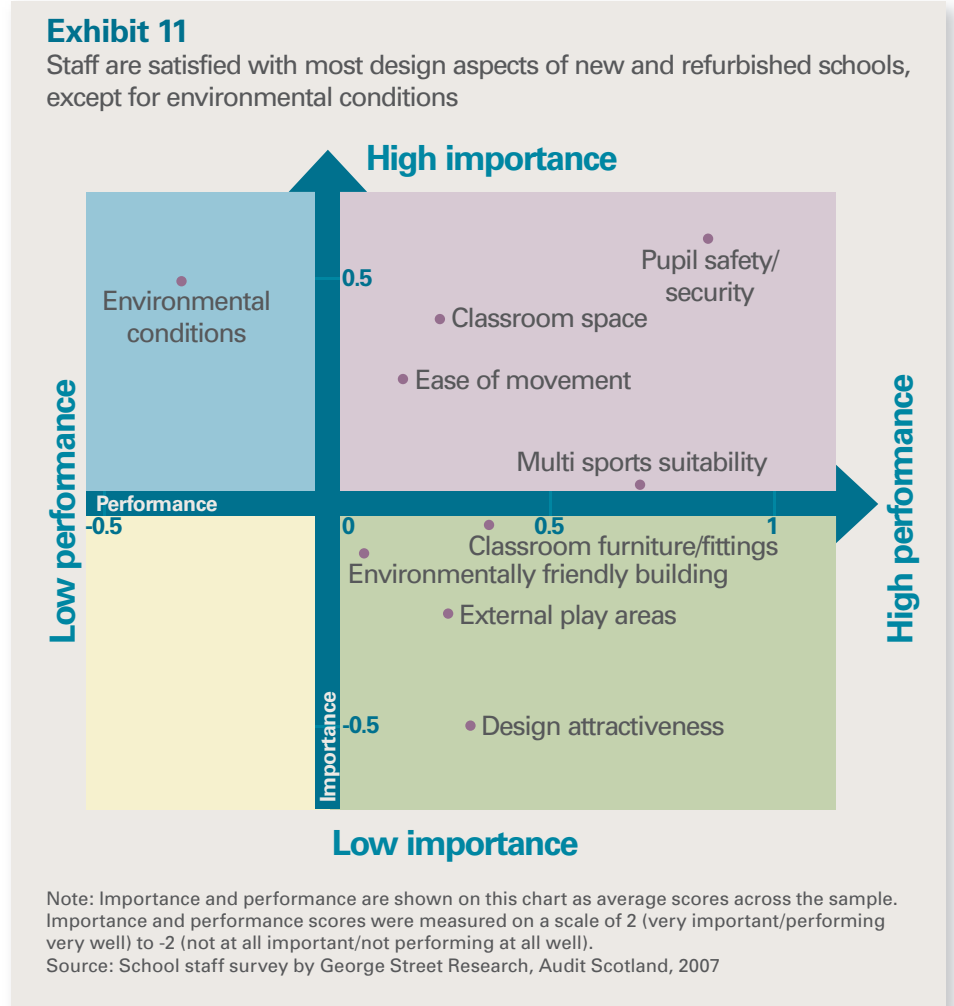 Exhibit 11
Staff are satisfied with most design aspects of new and refurbished schools,
except for environmental conditions
High importance
Pupil safety/
security
0.5
Environmental
conditions
Classroom space
Ease of movement
Low performance
High performance
Multi sports suitability
Performance
-0.5
0
0.5
1
Classroom furniture/fittings
Environmentally friendly building
External play areas
Importance
-0.5
Design attractiveness
Low importance
Note: Importance and performance are shown on this chart as average scores across the sample.
Importance and performance scores were measured on a scale of 2 (very important/performing
very well) to -2 (not at all important/not performing at all well).
Source: School staff survey by George Street Research, Audit Scotland, 2007